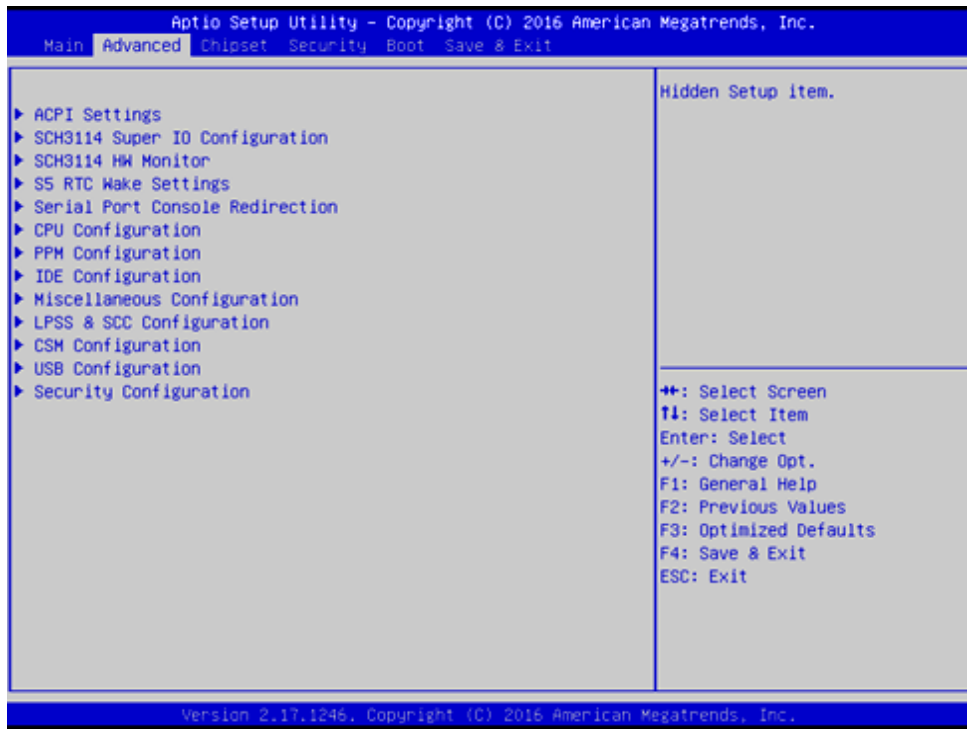 Aptio Setup Utility – Copyright (C) 2016 American Megatrends, Inc.
Main Advanced Chipset Security Boot Save & Exit
Hidden Setup item.
▶ ACPI Settings
▶ SCH3114 Super IO Configuration
▶ SCH3114 HW Monitor
▶ S5 RTC Wake Settings
▶ Serial Port Console Redirection
▶ CPU Configuration
▶ PPM Configuration
▶ IDE Configuration
▶ Miscellaneous Configuration
▶ LPSS & SCC Configuration
▶ CSM Configuration
▶ USB Configuration
▶ Security Configuration
→←: Select Screen
↑↓: Select Item
Enter: Select
+/-: Change Opt.
F1: General Help
F2: Previous Values
F3: Optimized Defaults
F4: Save & Exit
ESC: Exit
Version 2.17.1246. Copyright (C) 2016 American Megatrends, Inc.